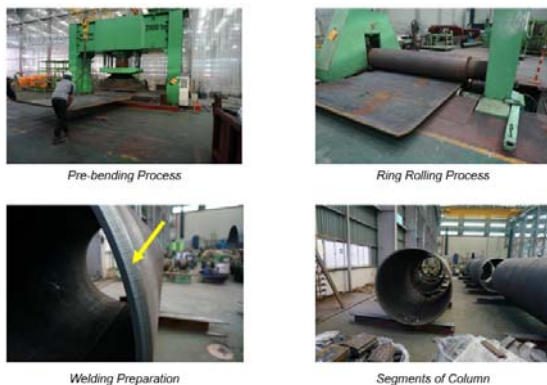 Pre-bending Process
Ring Rolling Process
Welding Preparation
Segments of Column